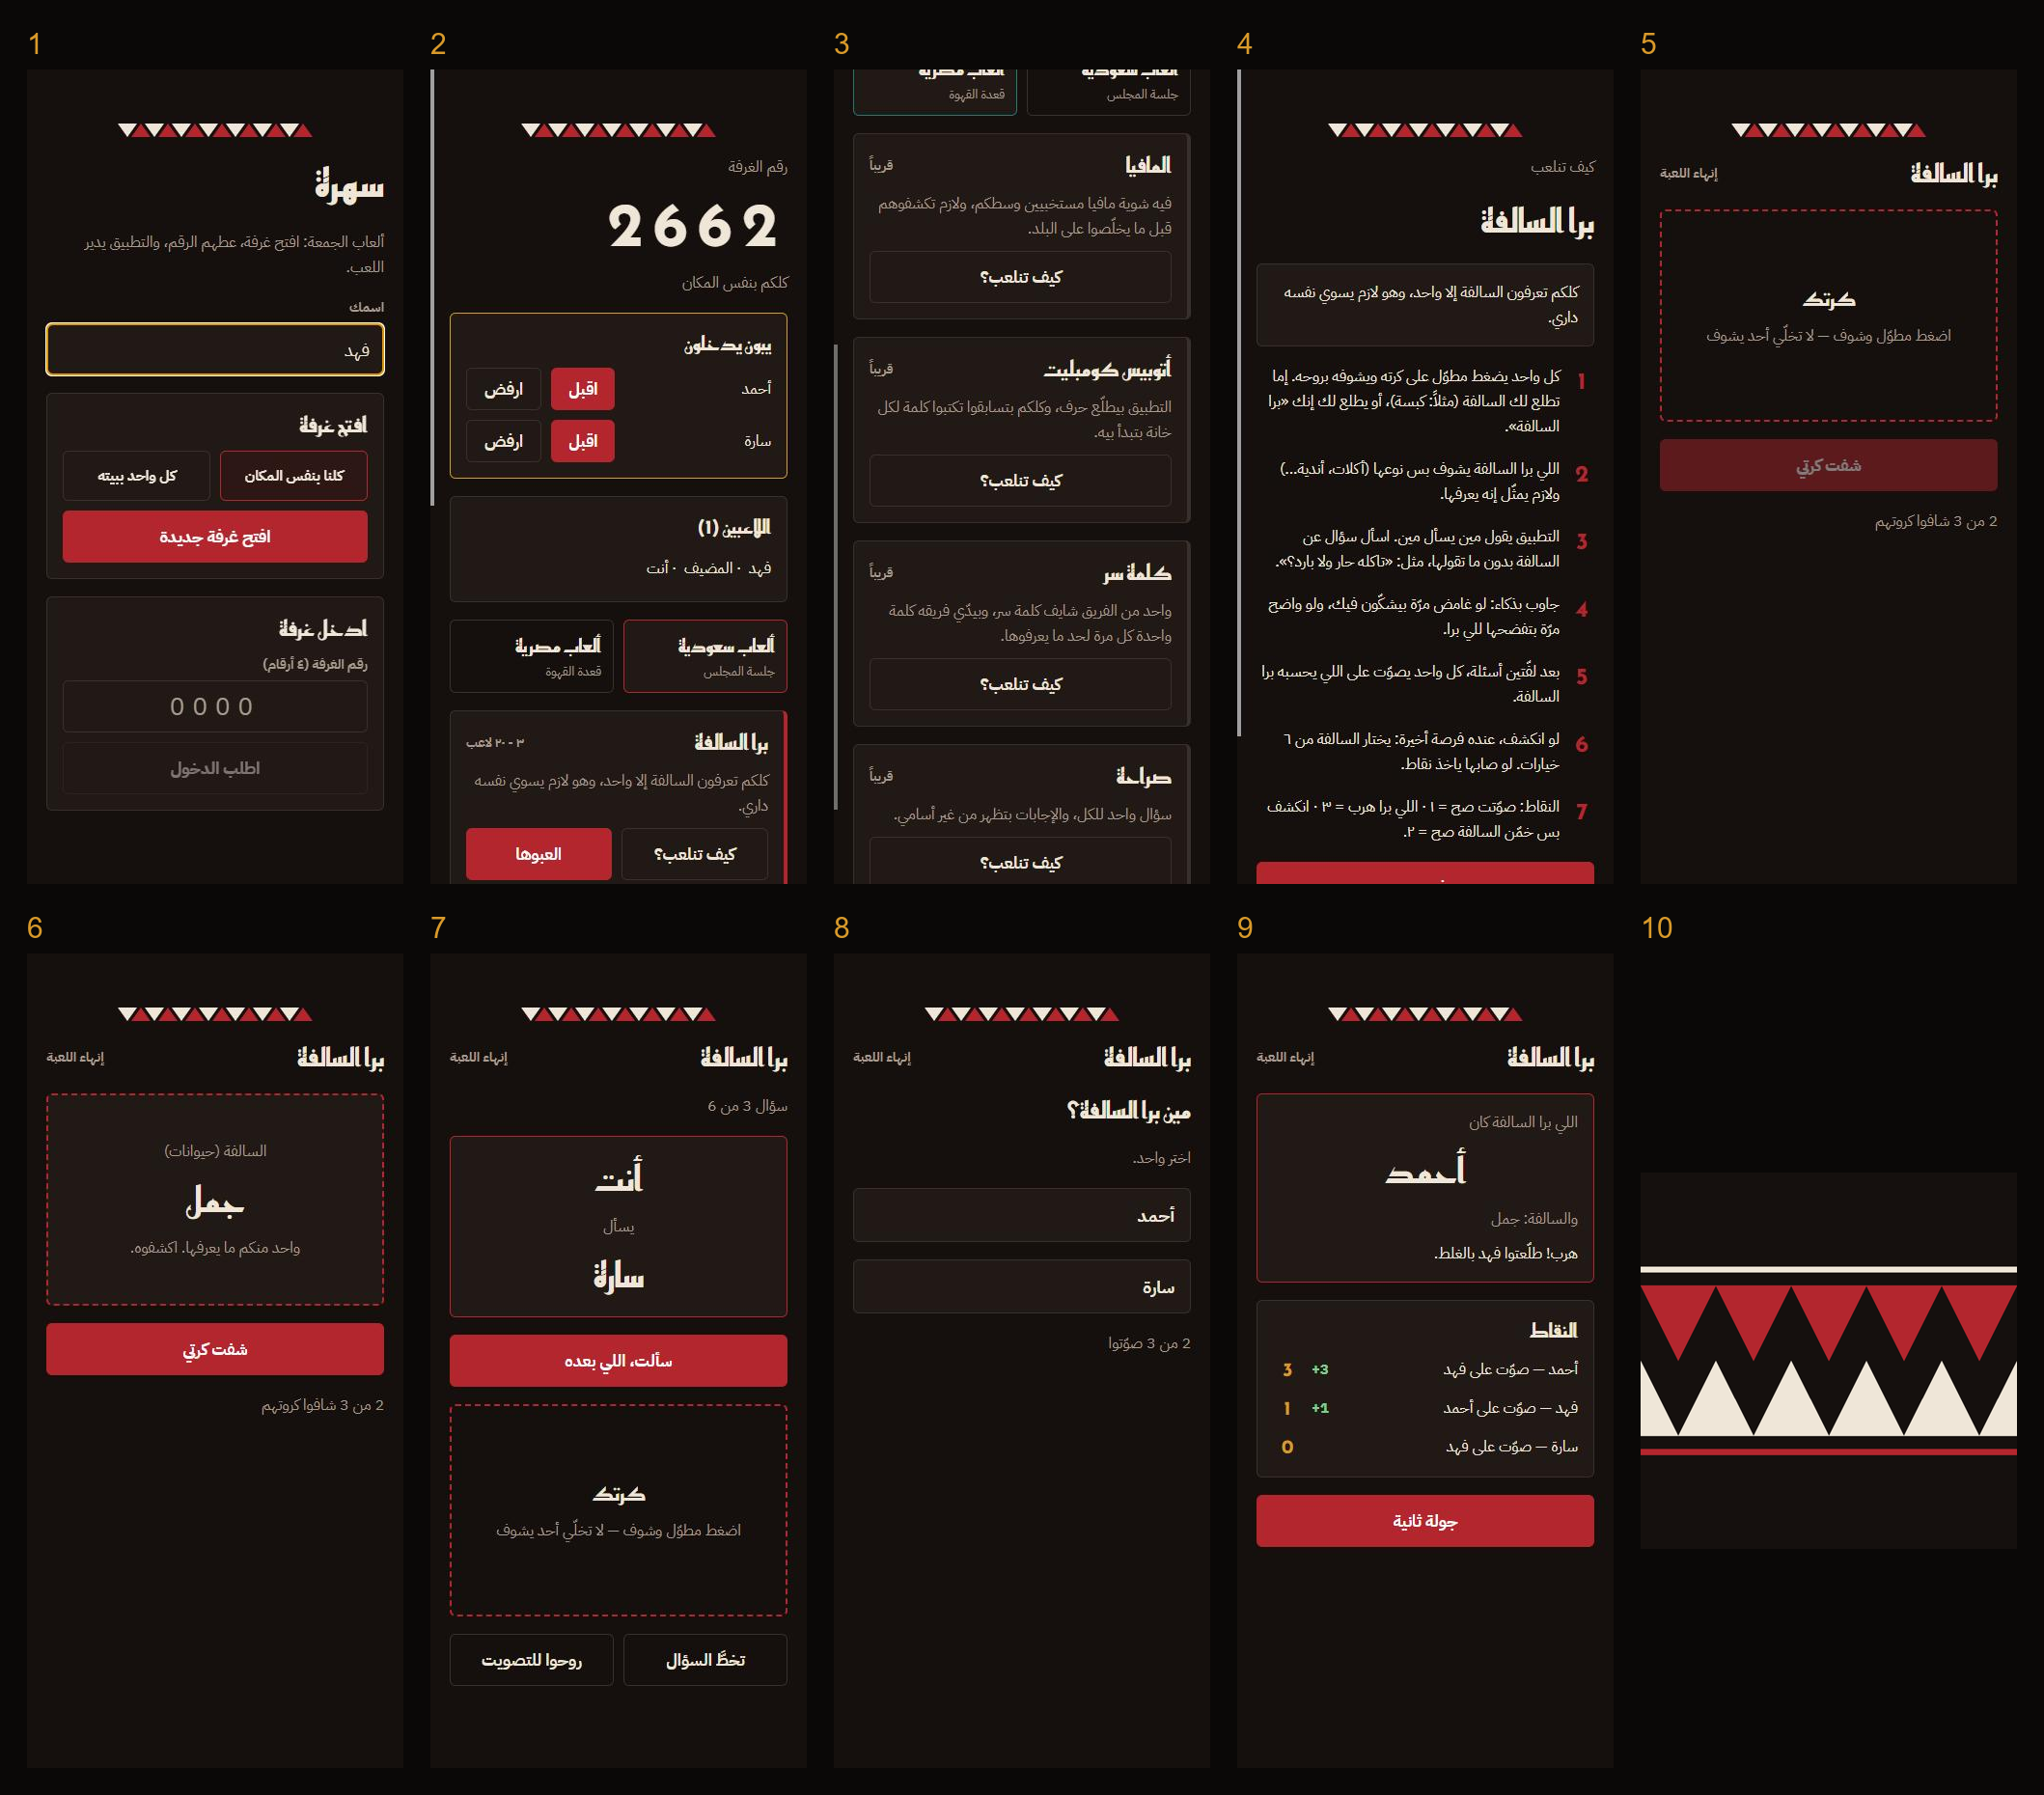 1
سهرة
ألعاب الجمعة: افتح غرفة، عطهم الرقم، والتطبيق يدير
اللعب.
اسمك
فهد
افتح غرفة
كلنا بنفس المكان
كل واحد ببيته
افتح غرفة جديدة
ادخل غرفة
رقم الغرفة (٤ أرقام)
0000
اطلب الدخول
2
رقم الغرفة
2662
كلكم بنفس المكان
يبون يدخلون
أحمد
اقبل
ارفض
سارة
اقبل
ارفض
اللاعبين (1)
فهد · المضيف · أنت
ألعاب سعودية
جلسة المجلس
ألعاب مصرية
قعدة القهوة
برا السالفة
٣ - ٢٠ لاعب
كلكم تعرفون السالفة إلا واحد، وهو لازم يسوي نفسه
داري.
كيف تنلعب؟
العبوها
3
ألعاب سعودية
جلسة المجلس
ألعاب مصرية
قعدة القهوة
المافيا
قريباً
فيه شوية مافيا مستخبيين وسطكم، ولازم تكشفوهم
قبل ما يخلّصوا على البلد.
كيف تنلعب؟
أتوبيس كومبليت
قريباً
التطبيق بيطلّع حرف، وكلكم بتسابقوا تكتبوا كلمة لكل
خانة بتبدأ بيه.
كيف تنلعب؟
كلمة سر
قريباً
واحد من الفريق شايف كلمة سر، وبيدّي فريقه كلمة
واحدة كل مرة لحد ما يعرفوها.
كيف تنلعب؟
صراحة
قريباً
سؤال واحد للكل، والإجابات بتظهر من غير أسامي.
كيف تنلعب؟
4
كيف تنلعب
برا السالفة
كلكم تعرفون السالفة إلا واحد، وهو لازم يسوي نفسه
داري.
1 كل واحد يضغط مطوّل على كرته ويشوفه بروحه. إما
تطلع لك السالفة (مثلاً: كبسة)، أو يطلع لك إنك «برا
السالفة».
2 اللي برا السالفة يشوف بس نوعها (أكلات، أندية...)
ولازم يمثّل إنه يعرفها.
3 التطبيق يقول مين يسأل مين. اسأل سؤال عن
السالفة بدون ما تقولها، مثل: «تاكله حار ولا بارد؟».
4 جاوب بذكاء: لو غامض مرّة بيشكّون فيك، ولو واضح
مرّة بتفضحها للي برا.
5 بعد لفّتين أسئلة، كل واحد يصوّت على اللي يحسبه برا
السالفة.
6 لو انكشف، عنده فرصة أخيرة: يختار السالفة من ٦
خيارات. لو صابها ياخذ نقاط.
7 النقاط: صوّتت صح = ١ · اللي برا هرب = ٣ · انكشف
بس خمّن السالفة صح = ٢.
5
برا السالفة
إنهاء اللعبة
كرتك
اضغط مطوّل وشوف — لا تخلّي أحد يشوف
شفت كرتي
2 من 3 شافوا كروتهم
6
برا السالفة
إنهاء اللعبة
السالفة (حيوانات)
جمل
واحد منكم ما يعرفها. اكشفوه.
شفت كرتي
2 من 3 شافوا كروتهم
7
برا السالفة
إنهاء اللعبة
سؤال 3 من 6
أنت
يسأل
سارة
سألت، اللي بعده
كرتك
اضغط مطوّل وشوف — لا تخلّي أحد يشوف
تخطَّ السؤال
روحوا للتصويت
8
برا السالفة
إنهاء اللعبة
مين برا السالفة؟
اختر واحد.
أحمد
سارة
2 من 3 صوّتوا
9
برا السالفة
إنهاء اللعبة
اللي برا السالفة كان
أحمد
والسالفة: جمل
هرب! طلّعتوا فهد بالغلط.
النقاط
أحمد — صوّت على فهد +3 3
فهد — صوّت على أحمد +1 1
سارة — صوّت على فهد 0
جولة ثانية
10